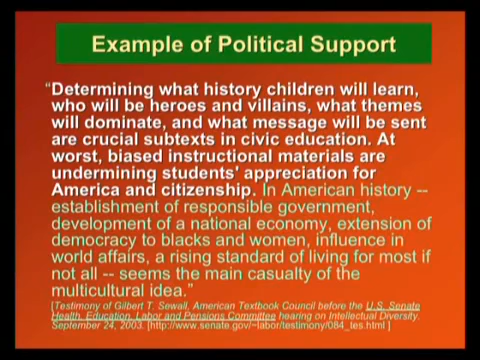 Example of Political Support
“Determining what history children will learn,
who will be heroes and villains, what themes
will dominate, and what message will be sent
are crucial subtexts in civic education. At
worst, biased instructional materials are
undermining students' appreciation for
America and citizenship. In American history --
establishment of responsible government,
development of a national economy, extension of
democracy to blacks and women, influence in
world affairs, a rising standard of living for most if
not all -- seems the main casualty of the
multicultural idea.”
[Testimony of Gilbert T. Sewall, American Textbook Council before the U.S. Senate
Health, Education, Labor and Pensions Committee hearing on Intellectual Diversity.
September 24, 2003. [http://www.senate.gov/~labor/testimony/084_tes.html ]